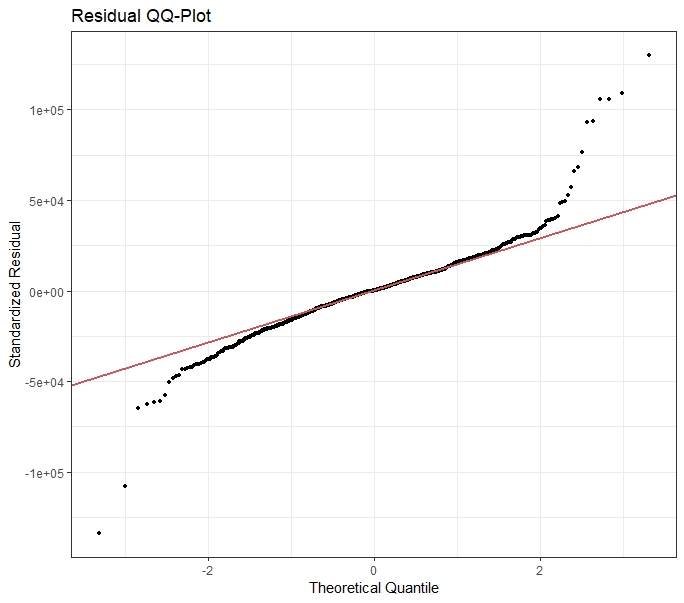 Residual QQ-Plot
1e+05
5e+04
0e+00
-5e+04
-1e+05
Standardized Residual
-2
0
2
Theoretical Quantile